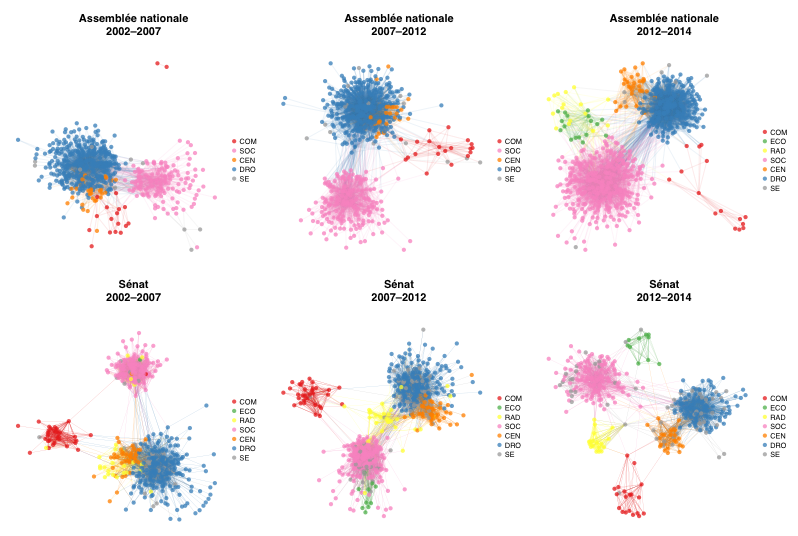 Assemblée nationale
2002–2007
COM
SOC
CEN
DRO
SE
Assemblée nationale
2007–2012
COM
SOC
CEN
DRO
SE
Assemblée nationale
2012–2014
COM
ECO
RAD
SOC
CEN
DRO
SE
Sénat
2002–2007
COM
ECO
RAD
SOC
CEN
DRO
SE
Sénat
2007–2012
COM
ECO
RAD
SOC
CEN
DRO
SE
Sénat
2012–2014
COM
ECO
RAD
SOC
CEN
DRO
SE